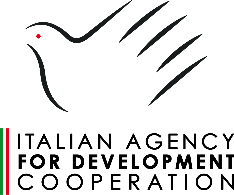 ITALIAN AGENCY
FOR DEVELOPMENT
COOPERATION